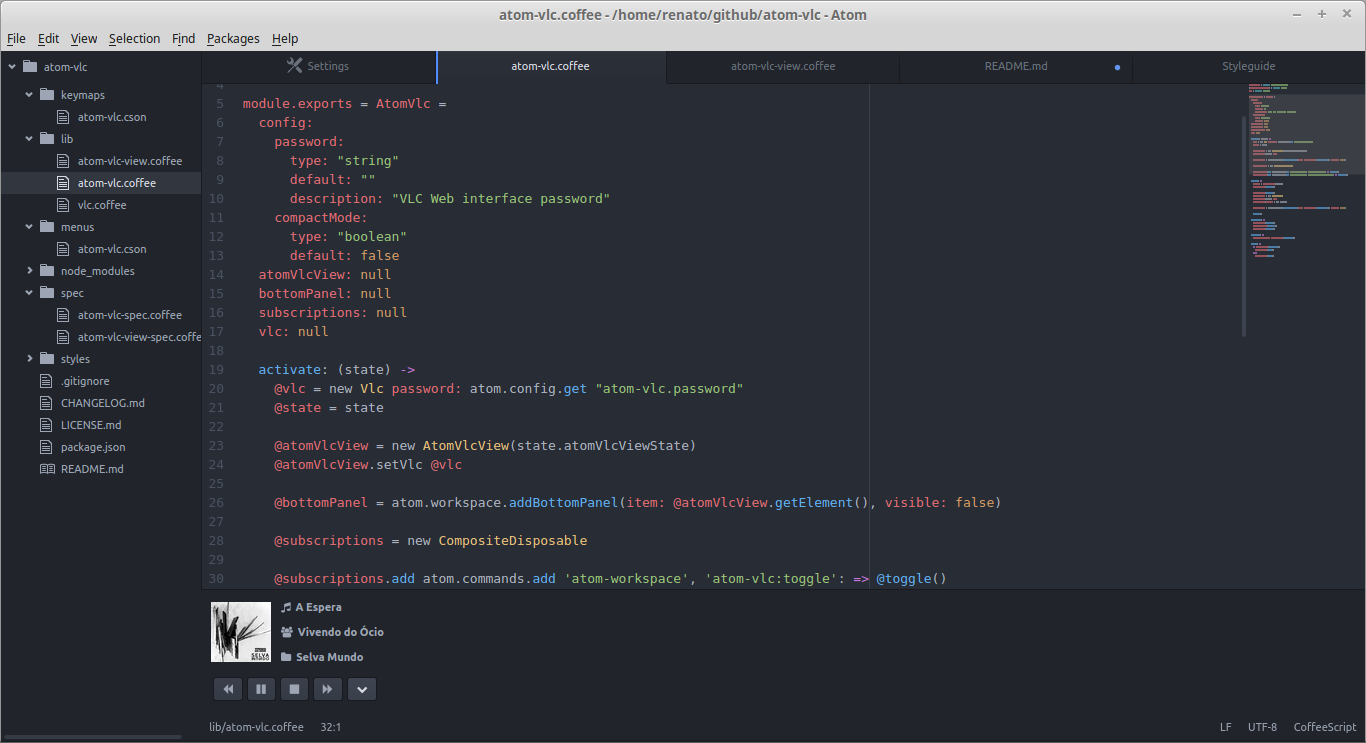 atom-vlc.coffee - /home/renato/github/atom-vlc - Atom
File Edit View Selection Find Packages Help
Settings
atom-vlc.coffee
atom-vlc-view.coffee
README.md
Styleguide
atom-vlc
keymaps
atom-vlc.cson
lib
atom-vlc-view.coffee
atom-vlc.coffee
vlc.coffee
menus
atom-vlc.cson
node_modules
spec
atom-vlc-spec.coffee
atom-vlc-view-spec.coffe
styles
.gitignore
CHANGELOG.md
LICENSE.md
package.json
README.md
4
5 module.exports = AtomVlc =
6 config:
7 password:
8 type: "string"
9 default: ""
10 description: "VLC Web interface password"
11 compactMode:
12 type: "boolean"
13 default: false
14 atomVlcView: null
15 bottomPanel: null
16 subscriptions: null
17 vlc: null
18
19 activate: (state) ->
20 @vlc = new Vlc password: atom.config.get "atom-vlc.password"
21 @state = state
22
23 @atomVlcView = new AtomVlcView(state.atomVlcViewState)
24 @atomVlcView.setVlc @vlc
25
26 @bottomPanel = atom.workspace.addBottomPanel(item: @atomVlcView.getElement(), visible: false)
27
28 @subscriptions = new CompositeDisposable
29
30 @subscriptions.add atom.commands.add 'atom-workspace', 'atom-vlc:toggle': => @toggle()
SELVA
MUNDO
A Espera
Vivendo do Ócio
Selva Mundo
lib/atom-vlc.coffee 32:1
LF UTF-8 CoffeeScript